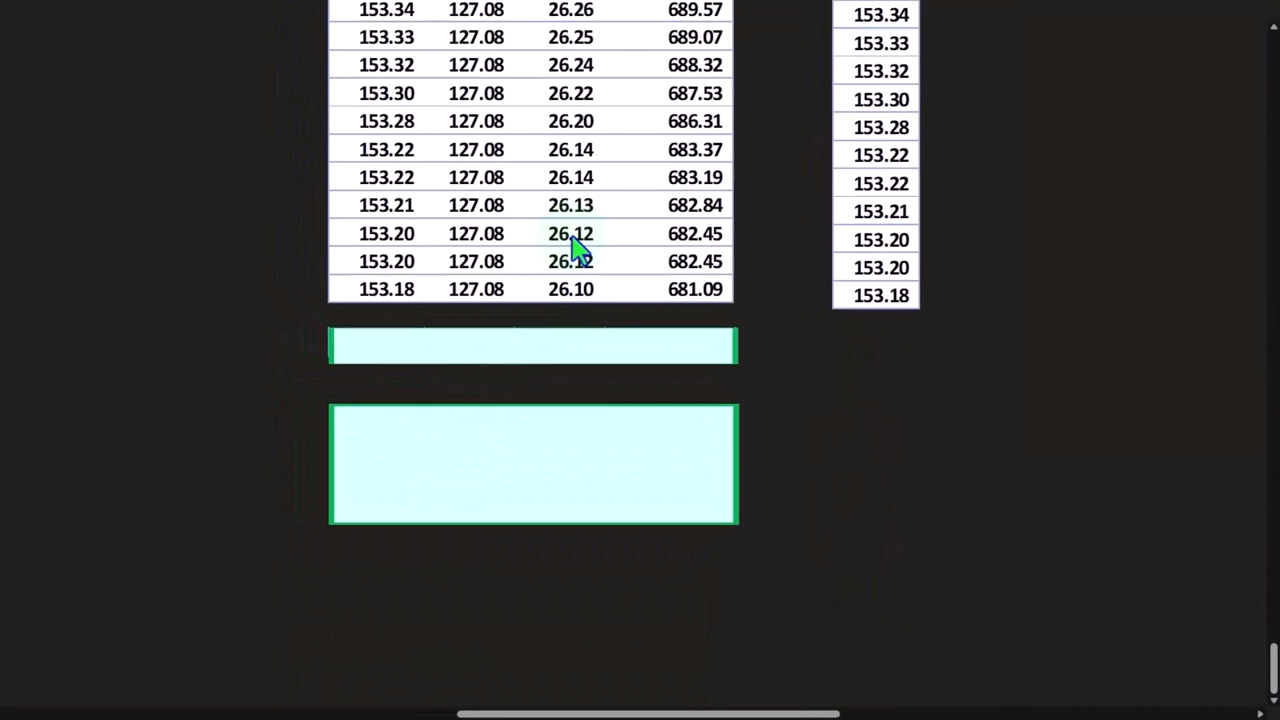 153.34 127.08 26.26 689.57 153.34
153.33 127.08 26.25 689.07 153.33
153.32 127.08 26.24 688.32 153.32
153.30 127.08 26.22 687.53 153.30
153.28 127.08 26.20 686.31 153.28
153.22 127.08 26.14 683.37 153.22
153.22 127.08 26.14 683.19 153.22
153.21 127.08 26.13 682.84 153.21
153.20 127.08 26.12 682.45 153.20
153.20 127.08 26.12 682.45 153.20
153.18 127.08 26.10 681.09 153.18